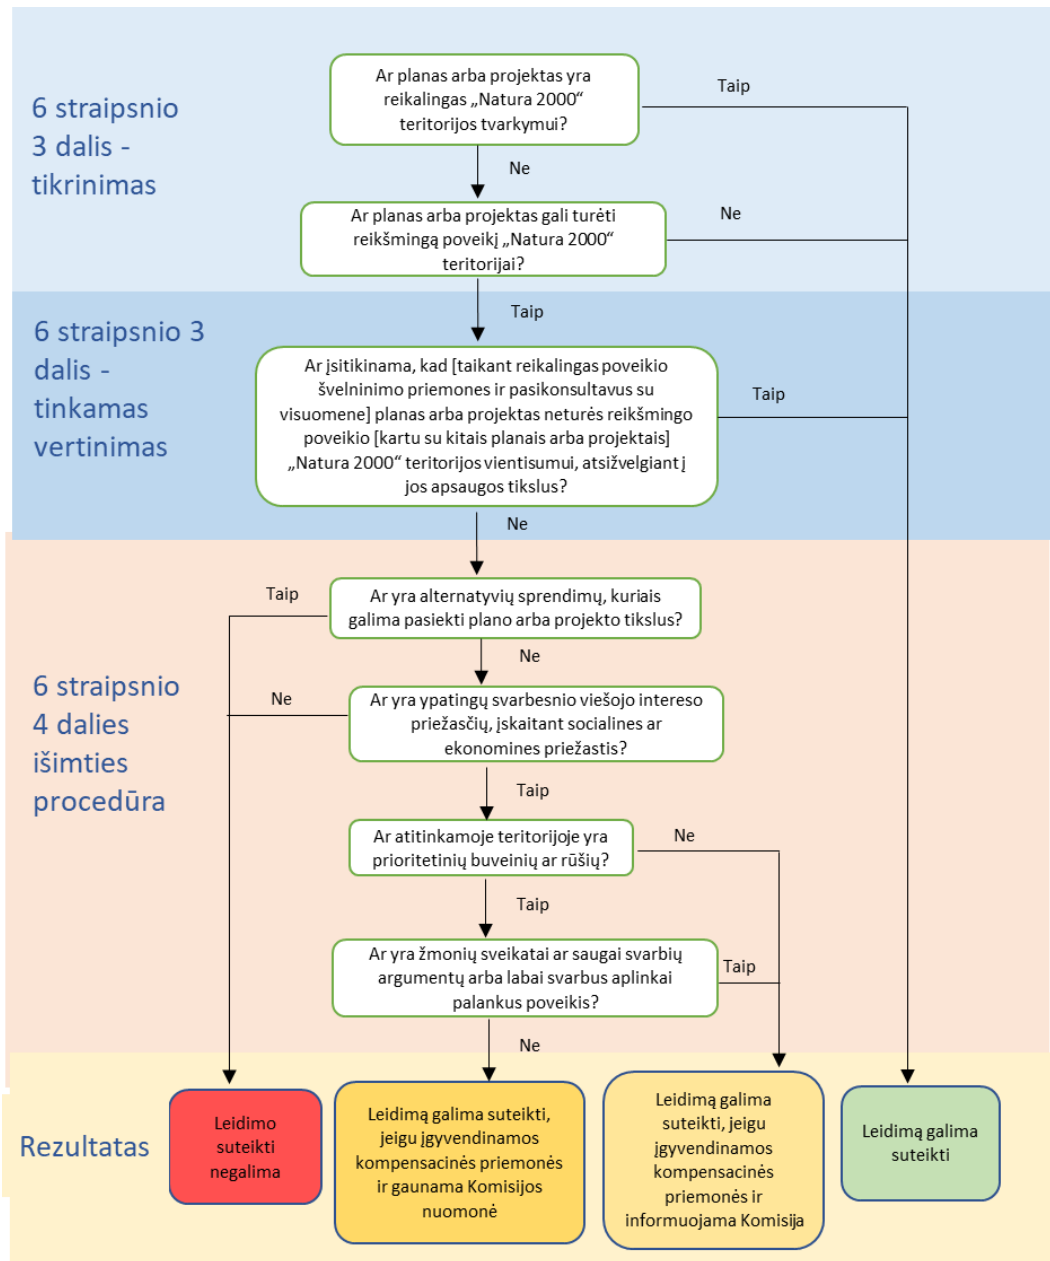 6 straipsnio
3 dalis -
tikrinimas
Ar planas arba projektas yra
reikalingas „Natura 2000“
teritorijos tvarkymui?
Taip
Ne
Ar planas arba projektas gali turėti
reikšmingą poveikį „Natura 2000“
teritorijai?
Ne
Taip
6 straipsnio 3
dalis -
tinkamas
vertinimas
Ar įsitikinama, kad [taikant reikalingas poveikio
švelninimo priemones ir pasikonsultavus su
visuomene] planas arba projektas neturės reikšmingo
poveikio [kartu su kitais planais arba projektais]
„Natura 2000“ teritorijos vientisumui, atsižvelgiant į
jos apsaugos tikslus?
Taip
Ne
6 straipsnio
4 dalies
išimties
procedūra
Ar yra alternatyvių sprendimų, kuriais
galima pasiekti plano arba projekto tikslus?
Taip
Ne
Ar yra ypatingų svarbesnio viešojo intereso
priežasčių, įskaitant socialines ar
ekonomines priežastis?
Ne
Taip
Ar atitinkamoje teritorijoje yra
prioritetinių buveinių ar rūšių?
Ne
Taip
Ar yra žmonių sveikatai ar saugai svarbių
argumentų arba labai svarbus aplinkai
palankus poveikis?
Taip
Ne
Rezultatas
Leidimo
suteikti
negalima
Leidimą galima suteikti,
jeigu įgyvendinamos
kompensacinės priemonės
ir gaunama Komisijos
nuomonė
Leidimą galima
suteikti, jeigu
įgyvendinamos
kompensacinės
priemonės ir
informuojama Komisija
Leidimą galima
suteikti